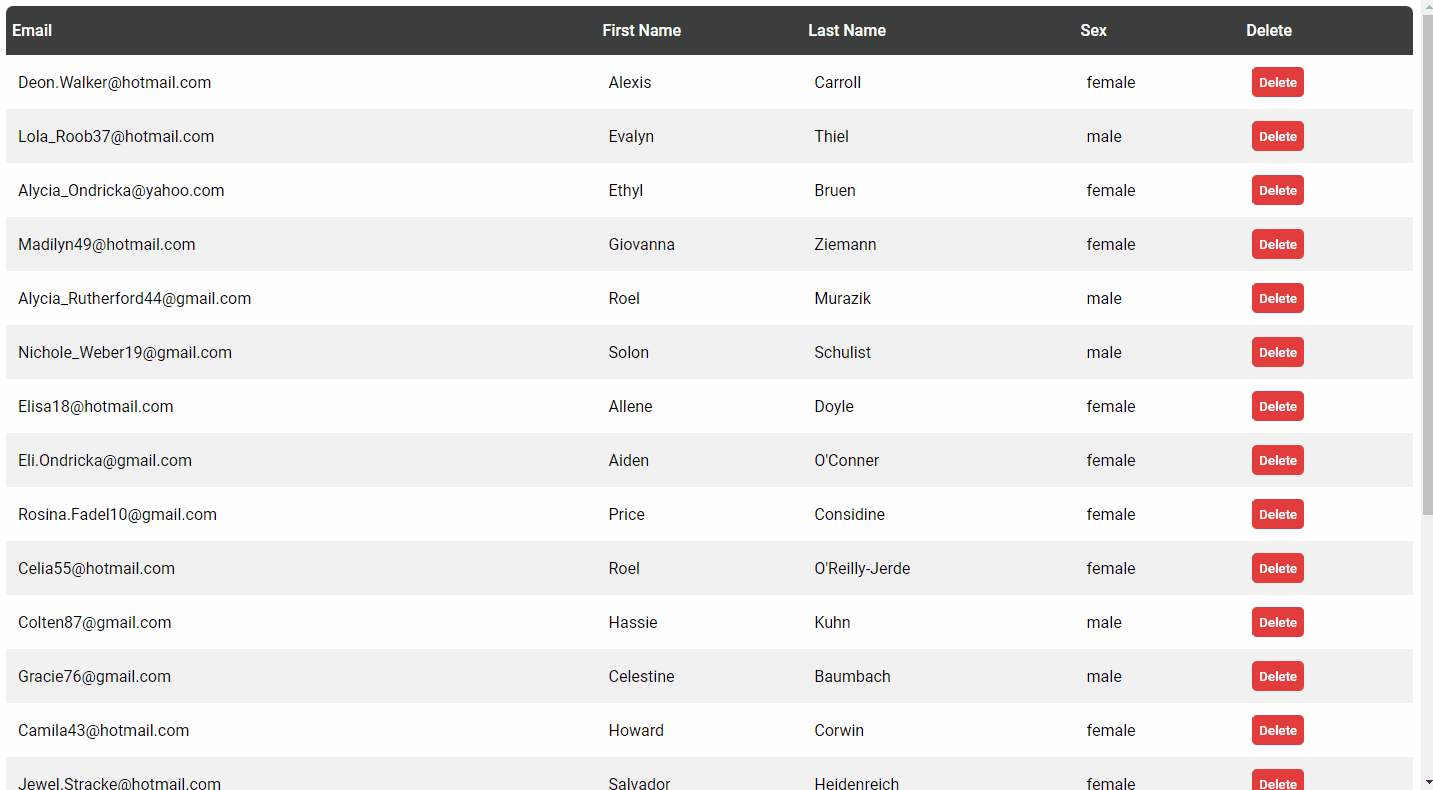 Email First Name Last Name Sex Delete
Deon.Walker@hotmail.com Alexis Carroll female Delete
Lola_Roob37@hotmail.com Evalyn Thiel male Delete
Alycia_Ondricka@yahoo.com Ethyl Bruen female Delete
Madilyn49@hotmail.com Giovanna Ziemann female Delete
Alycia_Rutherford44@gmail.com Roel Murazik male Delete
Nichole_Weber19@gmail.com Solon Schulist male Delete
Elisa18@hotmail.com Allene Doyle female Delete
Eli.Ondricka@gmail.com Aiden O'Conner female Delete
Rosina.Fadel10@gmail.com Price Considine female Delete
Celia55@hotmail.com Roel O'Reilly-Jerde female Delete
Colten87@gmail.com Hassie Kuhn male Delete
Gracie76@gmail.com Celestine Baumbach male Delete
Camila43@hotmail.com Howard Corwin female Delete
Jewel.Stracke@hotmail.com Salvador Heidenreich female Delete